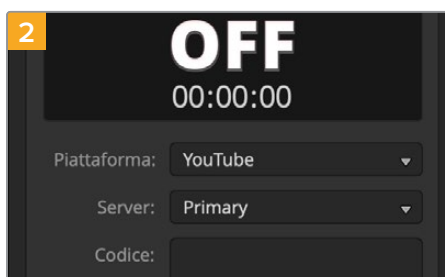 2
OFF
00:00:00
Piattaforma: YouTube
Server: Primary
Codice: